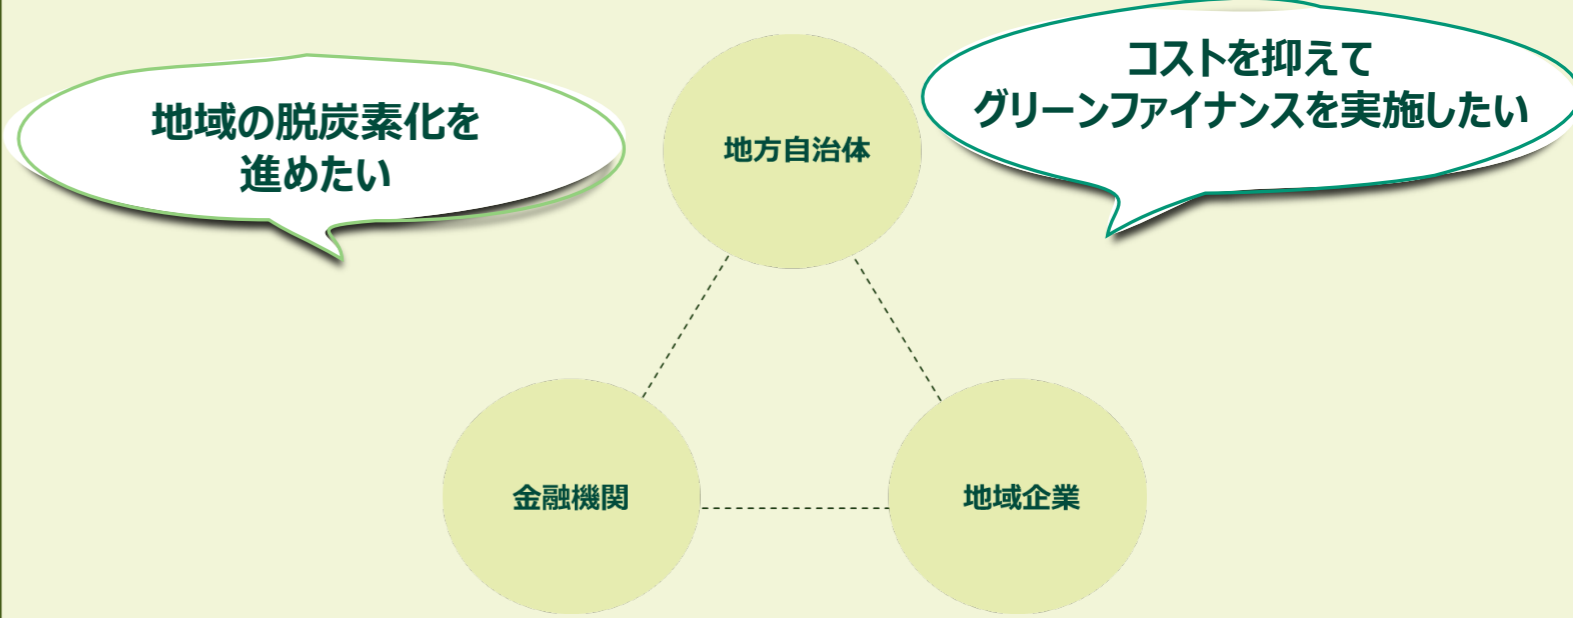 地域の脱炭素化を
進めたい
コストを抑えて
グリーンファイナンスを実施したい
地方自治体
金融機関
地域企業